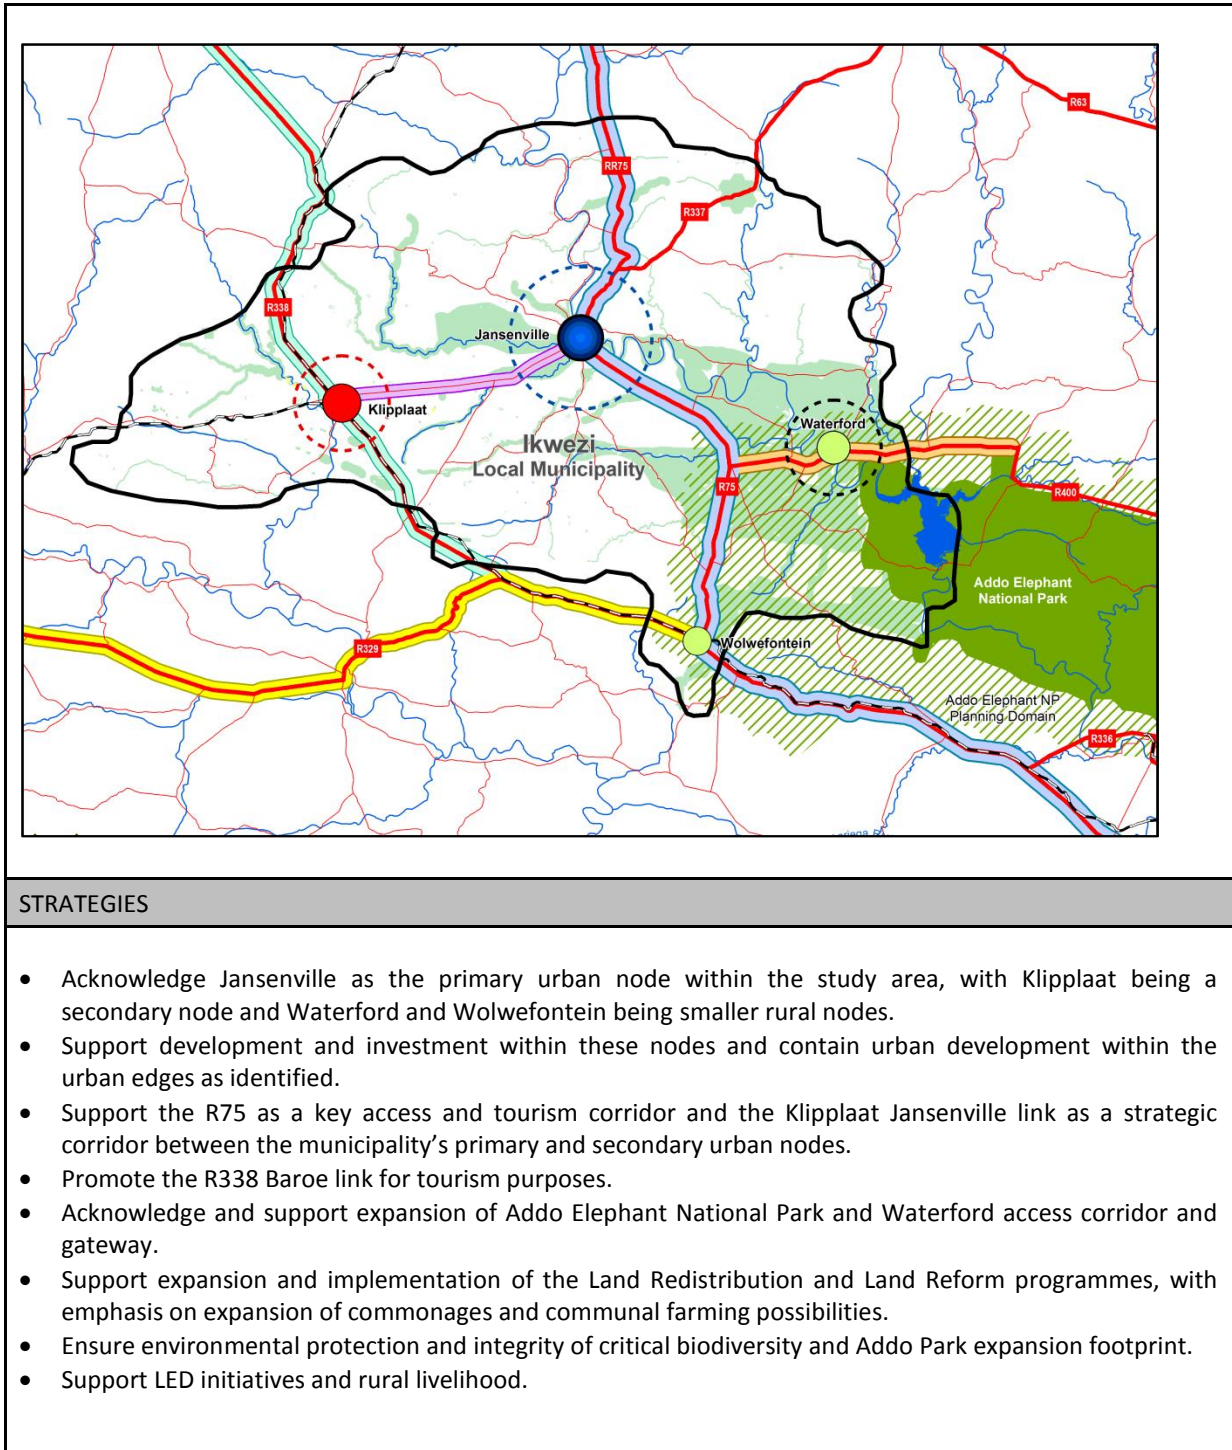 R63
RR75
R337
R338
Jansenville
Klipplaat
Waterford
Ikwezi
Local Municipality
R75
R400
Addo Elephant
National Park
Wolwefontein
R329
Addo Elephant NP
Planning Domain
R336
STRATEGIES
• Acknowledge Jansenville as the primary urban node within the study area, with Klipplaat being a
secondary node and Waterford and Wolwefontein being smaller rural nodes.
• Support development and investment within these nodes and contain urban development within the
urban edges as identified.
• Support the R75 as a key access and tourism corridor and the Klipplaat Jansenville link as a strategic
corridor between the municipality's primary and secondary urban nodes.
• Promote the R338 Baroe link for tourism purposes.
• Acknowledge and support expansion of Addo Elephant National Park and Waterford access corridor and
gateway.
• Support expansion and implementation of the Land Redistribution and Land Reform programmes, with
emphasis on expansion of commonages and communal farming possibilities.
• Ensure environmental protection and integrity of critical biodiversity and Addo Park expansion footprint.
• Support LED initiatives and rural livelihood.